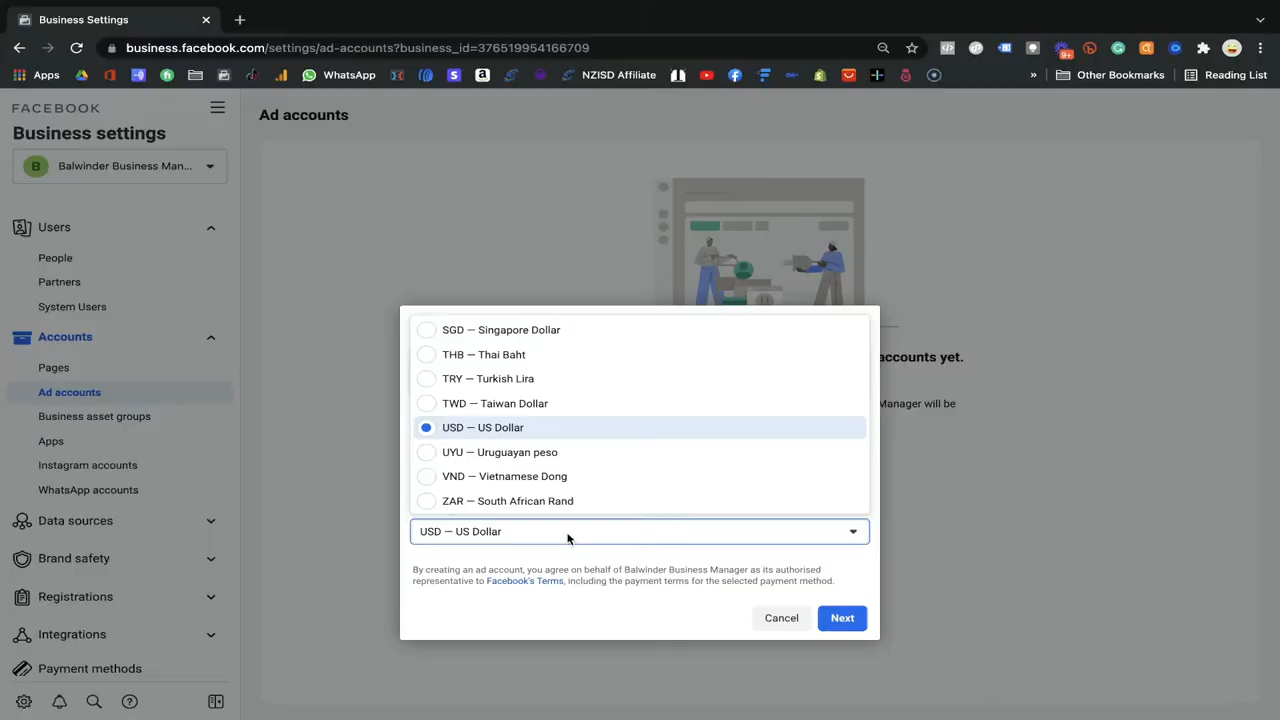 Business Settings
business.facebook.com/settings/ad-accounts?business_id=376519954166709
9+
Apps
WhatsApp
NZISD Affiliate
»
Other Bookmarks
Reading List
FACEBOOK
Business settings
B
Balwinder Business Man...
Users
People
Partners
System Users
Accounts
Pages
Ad accounts
Business asset groups
Apps
Instagram accounts
WhatsApp accounts
Data sources
Brand safety
Registrations
Integrations
Payment methods
Ad accounts
accounts yet.
Manager will be
SGD — Singapore Dollar
THB — Thai Baht
TRY — Turkish Lira
TWD — Taiwan Dollar
USD — US Dollar
UYU — Uruguayan peso
VND — Vietnamese Dong
ZAR — South African Rand
USD — US Dollar
By creating an ad account, you agree on behalf of Balwinder Business Manager as its authorised
representative to Facebook's Terms, including the payment terms for the selected payment method.
Cancel
Next